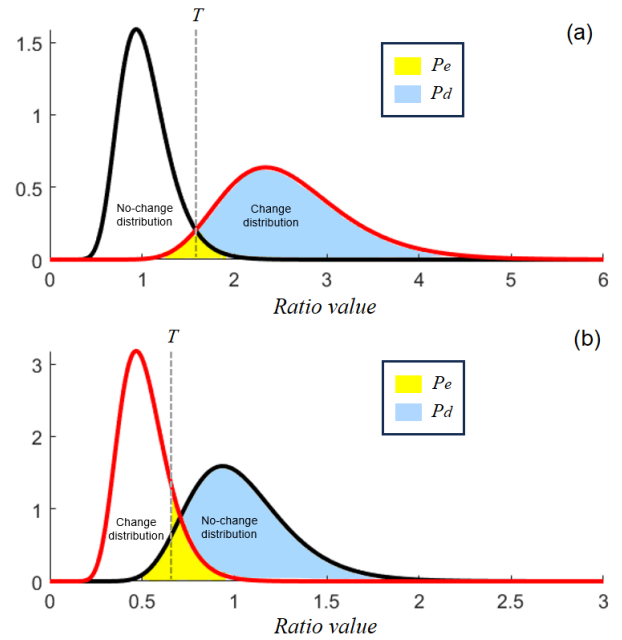 T
(a)
1.5
Pe
Pd
1
0.5
No-change
distribution
Change
distribution
0
0 1 2 3 4 5 6
Ratio value
T
(b)
3
Pe
Pd
2
1
Change
distribution
No-change
distribution
0
0 0.5 1 1.5 2 2.5 3
Ratio value